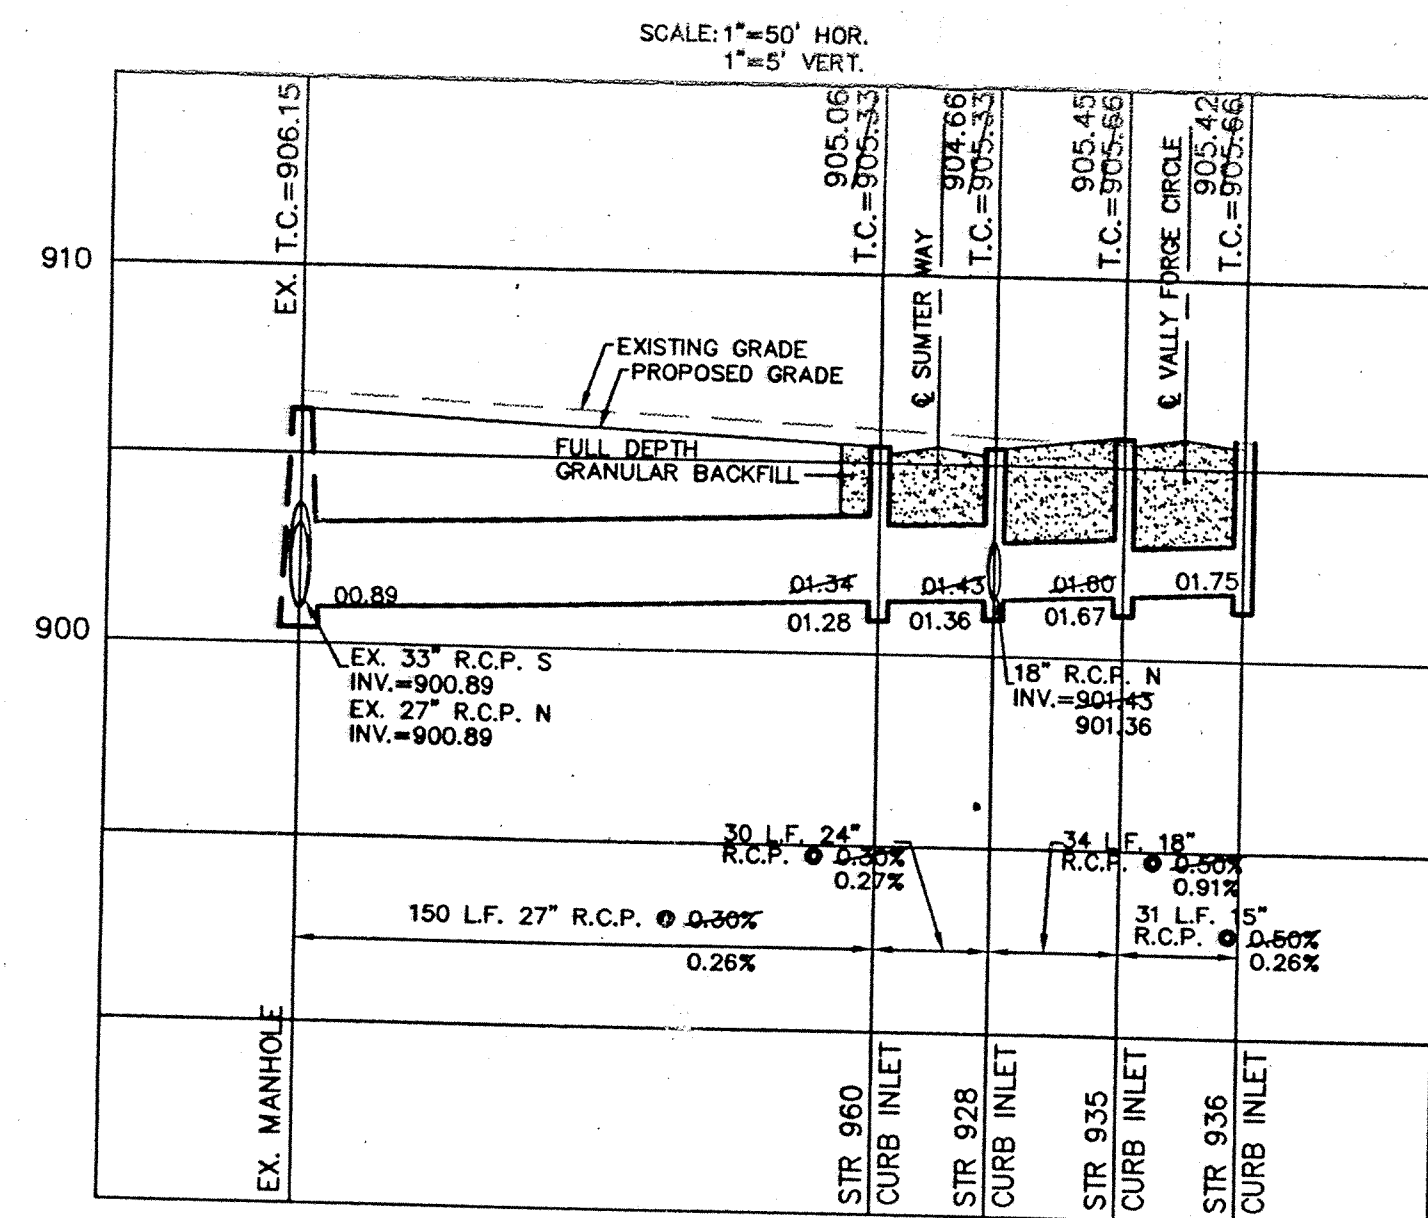 SCALE: 1"=50' HOR.
1"=5' VERT.
EX. T.C.=906.15
905.06
T.C.=905.33
904.66
T.C.=905.33
905.45
T.C.=905.66
905.42
T.C.=905.66
℄ SUMTER WAY
℄ VALLY FORGE CIRCLE
910
EXISTING GRADE
PROPOSED GRADE
FULL DEPTH
GRANULAR BACKFILL
00.89
01.34
01.28
01.43
01.36
01.80
01.67
01.75
900
EX. 33" R.C.P. S
INV.=900.89
EX. 27" R.C.P. N
INV.=900.89
18" R.C.P. N
INV.=901.43
901.36
30 L.F. 24"
R.C.P. @ 0.30%
0.27%
34 L.F. 18"
R.C.P. @ 0.50%
0.91%
150 L.F. 27" R.C.P. @ 0.30%
0.26%
31 L.F. 15"
R.C.P. @ 0.50%
0.26%
EX. MANHOLE
STR 960
CURB INLET
STR 928
CURB INLET
STR 935
CURB INLET
STR 936
CURB INLET